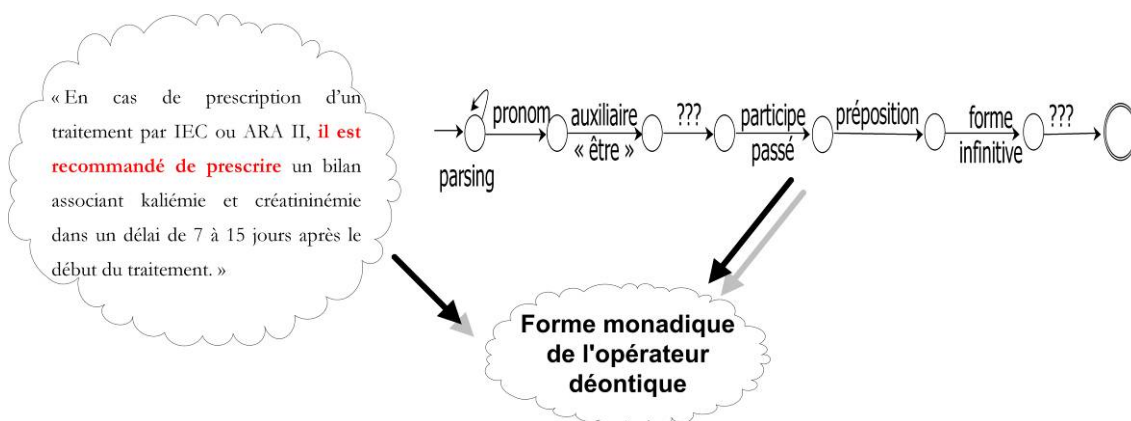 « En cas de prescription d'un
traitement par IEC ou ARA II, il est
recommandé de prescrire un bilan
associant kaliémie et créatininémie
dans un délai de 7 à 15 jours après le
début du traitement. »
parsing
pronom
auxiliaire
« être »
???
participe
passé
préposition
forme
infinitive
???
Forme monadique
de l'opérateur
déontique